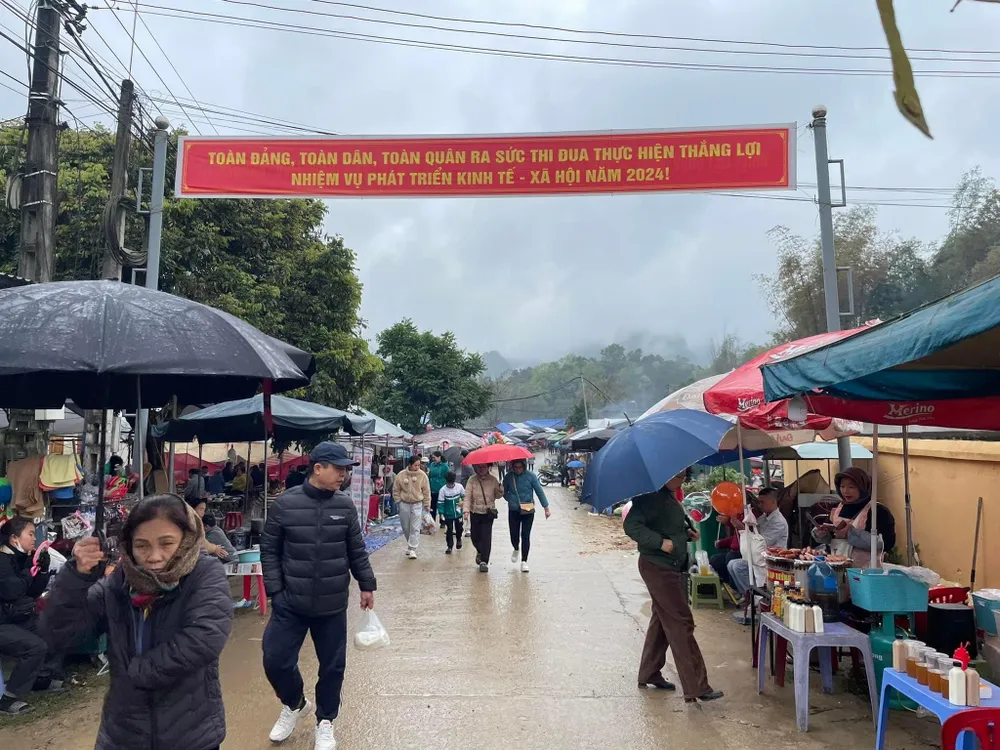 TOÀN ĐẢNG, TOÀN DÂN, TOÀN QUÂN RA SỨC THI ĐUA THỰC HIỆN THẮNG LỢI
NHIỆM VỤ PHÁT TRIỂN KINH TẾ - XÃ HỘI NĂM 2024!
Merino
Merino